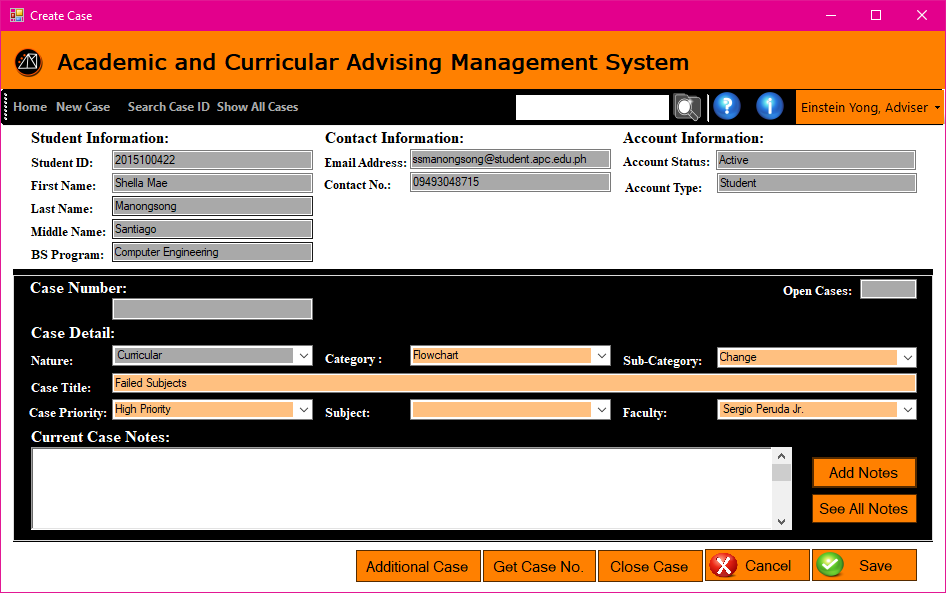 Create Case
Academic and Curricular Advising Management System
Home New Case Search Case ID Show All Cases
Einstein Yong, Adviser
Student Information: Contact Information: Account Information:
Student ID: 2015100422 Email Address: ssmanongsong@student.apc.edu.ph Account Status: Active
First Name: Shella Mae Contact No.: 09493048715 Account Type: Student
Last Name: Manongsong
Middle Name: Santiago
BS Program: Computer Engineering
Case Number: Open Cases:
Case Detail:
Nature: Curricular Category : Flowchart Sub-Category: Change
Case Title: Failed Subjects
Case Priority: High Priority Subject: Faculty: Sergio Peruda Jr.
Current Case Notes:
Add Notes
See All Notes
Additional Case Get Case No. Close Case Cancel Save